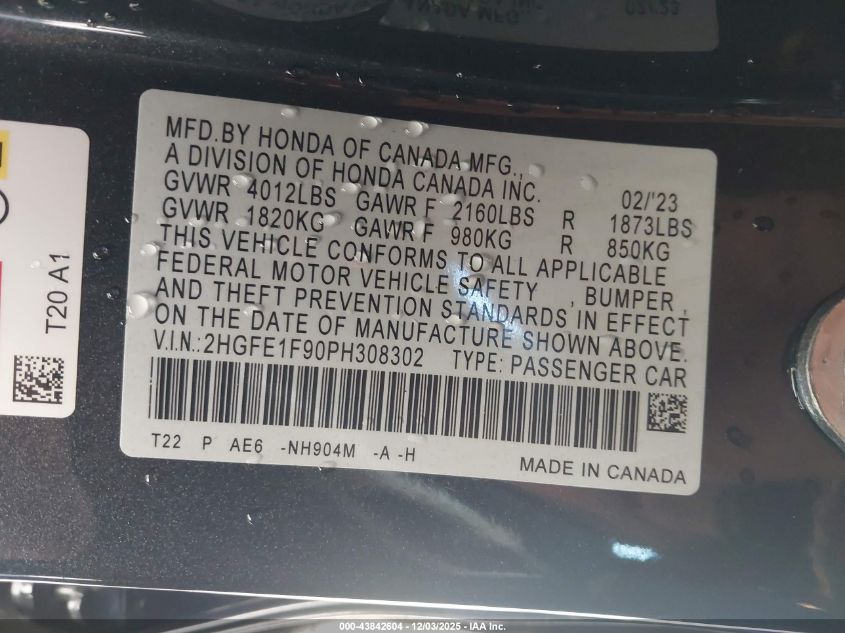 MFD.BY HONDA OF CANADA MFG.,
A DIVISION OF HONDA CANADA INC. 02/'23
GVWR 4012LBS GAWR F 2160LBS R 1873LBS
GVWR 1820KG GAWR F 980KG R 850KG
THIS VEHICLE CONFORMS TO ALL APPLICABLE
FEDERAL MOTOR VEHICLE SAFETY , BUMPER ,
AND THEFT PREVENTION STANDARDS IN EFFECT
ON THE DATE OF MANUFACTURE SHOWN ABOVE.
V.I.N.:2HGFE1F90PH308302 TYPE: PASSENGER CAR
T22 P AE6 -NH904M -A -H
MADE IN CANADA
T20 A1
000-43842604 - 12/03/2025 - IAA Inc.